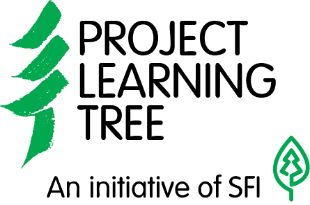 PROJECT
LEARNING
TREE
An initiative of SFI